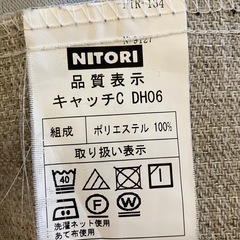 NITORI
品質表示
キャッチC DH06
組成 ポリエステル 100%
取り扱い表示
40
洗濯ネット使用
あて布使用